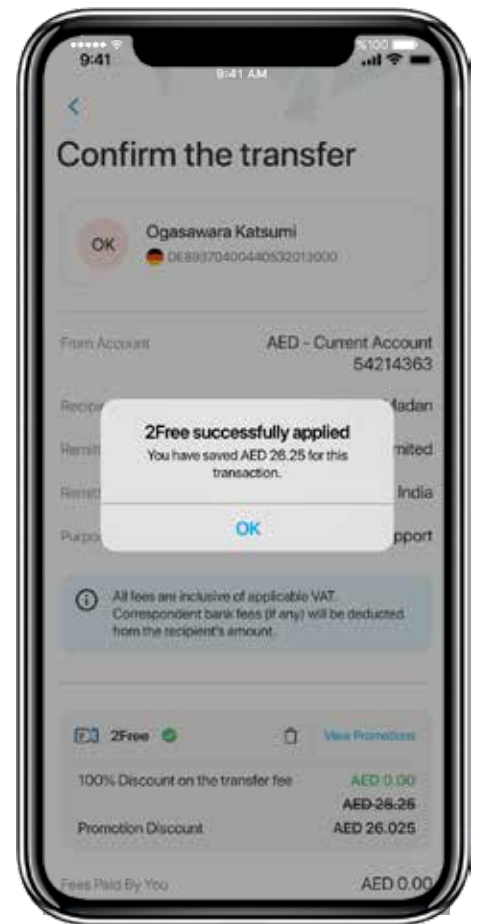 9:41
%100
9:41 AM
Confirm the transfer
OK
Ogasawara Katsumi
DE89370400440532013000
From Account
AED - Current Account
54214363
Madan
2Free successfully applied
You have saved AED 26.25 for this
transaction.
India
OK
All fees are inclusive of applicable VAT.
Correspondent bank fees (if any) will be deducted
from the recipient's amount.
2Free
View Promotions
100% Discount on the transfer fee
AED 0.00
AED 26.25
Promotion Discount
AED 26.025
Fees Paid By You
AED 0.00